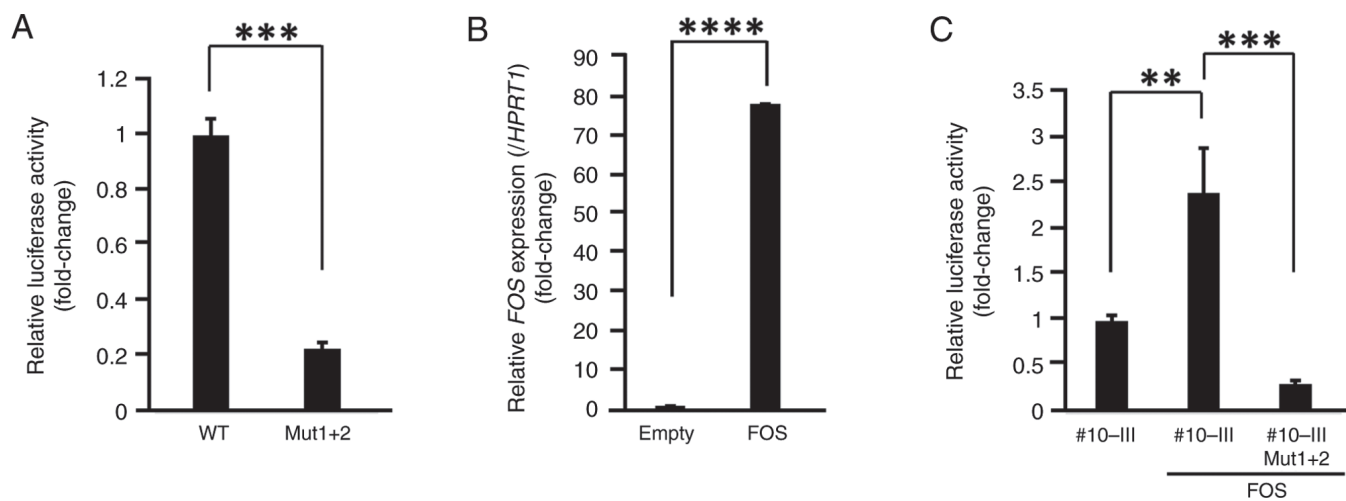 A
***
Relative luciferase activity
(fold-change)
1.2
1
0.8
0.6
0.4
0.2
0
WT
Mut1+2
B
****
Relative FOS expression (/HPRT1)
(fold-change)
90
80
70
60
50
40
30
20
10
0
Empty
FOS
C
**
***
Relative luciferase activity
(fold-change)
3.5
3
2.5
2
1.5
1
0.5
0
#10–III
#10–III
#10–III
Mut1+2
FOS